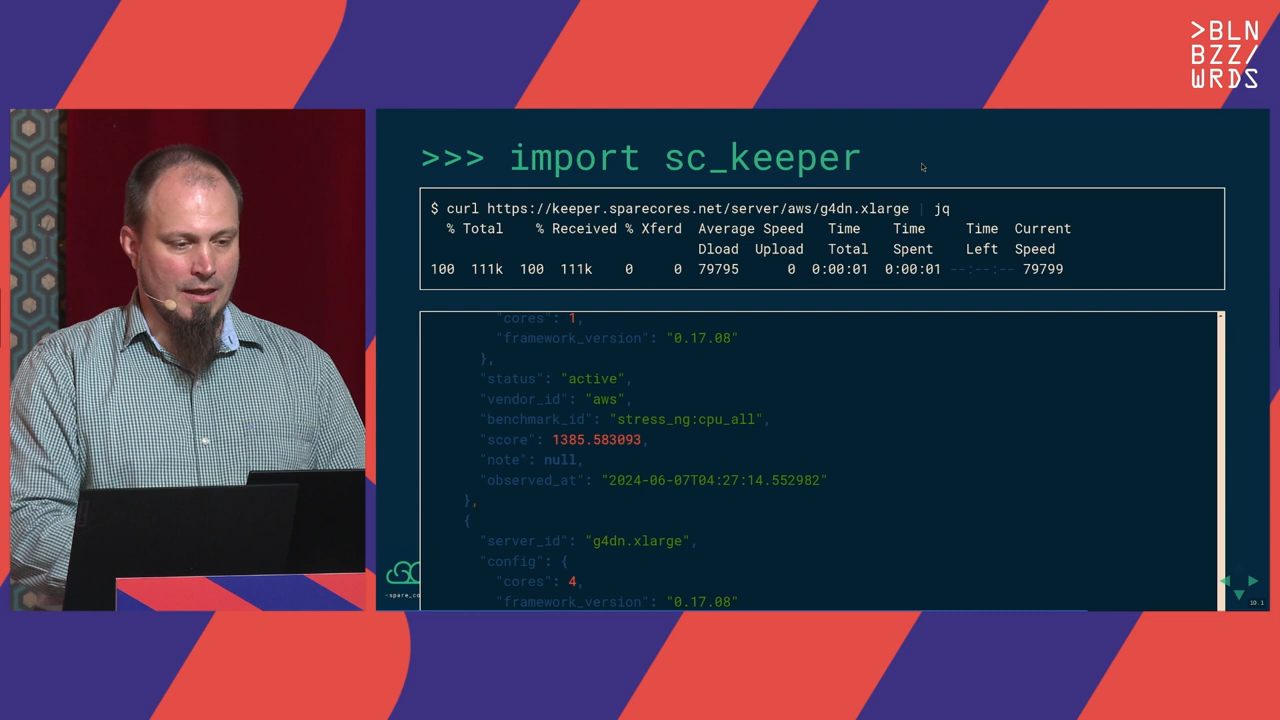 >BLN
BZZ/
WRDS
>>> import sc_keeper
$ curl https://keeper.sparecores.net/server/aws/g4dn.xlarge | jq
% Total % Received % Xferd Average Speed Time Time Time Current
Dload Upload Total Spent Left Speed
100 111k 100 111k 0 0 79795 0 0:00:01 0:00:01 --:--:-- 79799
"cores": 1,
"framework_version": "0.17.08"
},
"status": "active",
"vendor_id": "aws",
"benchmark_id": "stress_ng:cpu_all",
"score": 1385.583093,
"note": null,
"observed_at": "2024-06-07T04:27:14.552982"
},
{
"server_id": "g4dn.xlarge",
"config": {
"cores": 4,
"framework_version": "0.17.08"
10.1